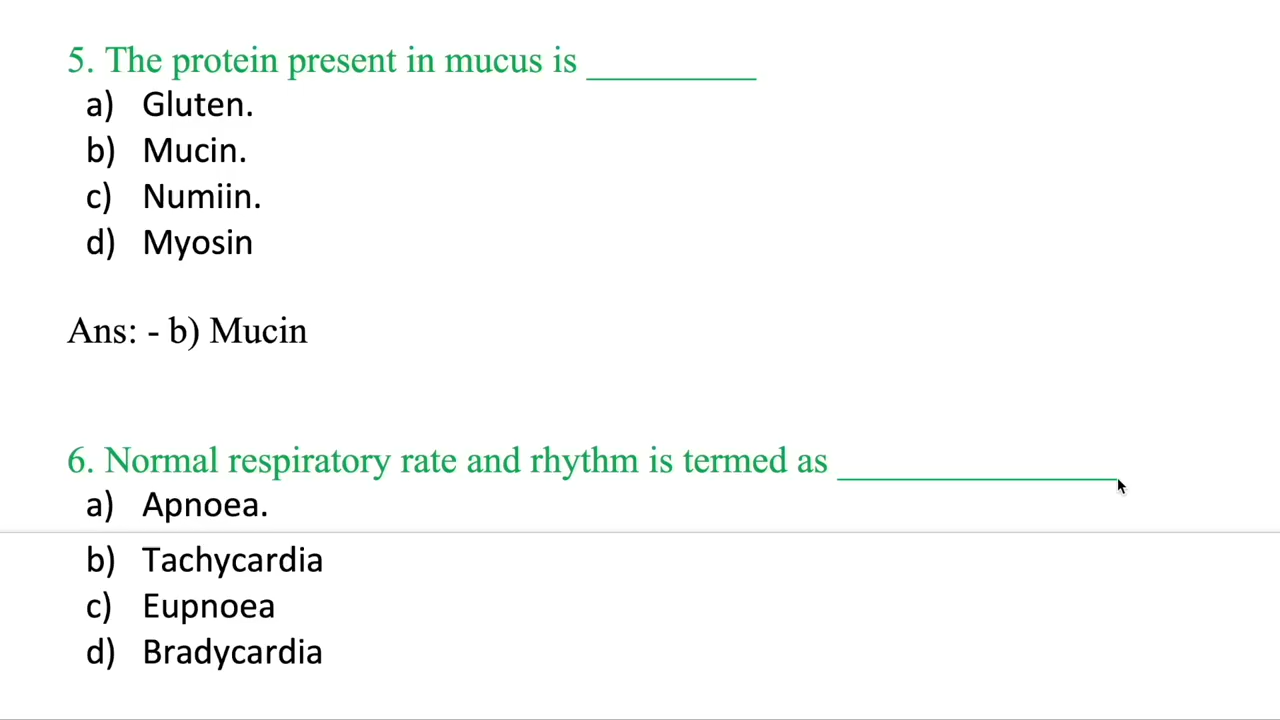 5. The protein present in mucus is __________
a) Gluten.
b) Mucin.
c) Numiin.
d) Myosin
Ans: - b) Mucin
6. Normal respiratory rate and rhythm is termed as ________________
a) Apnoea.
b) Tachycardia
c) Eupnoea
d) Bradycardia